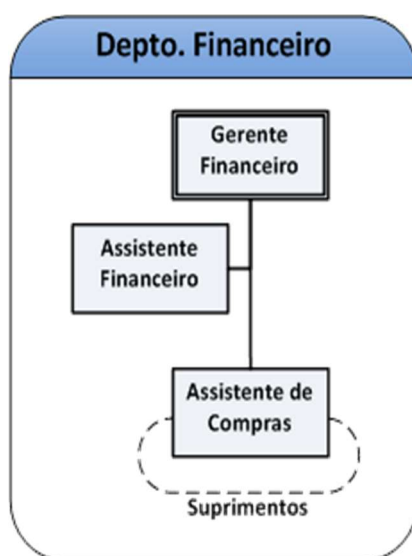 Depto. Financeiro
Gerente
Financeiro
Assistente
Financeiro
Assistente de
Compras
Suprimentos